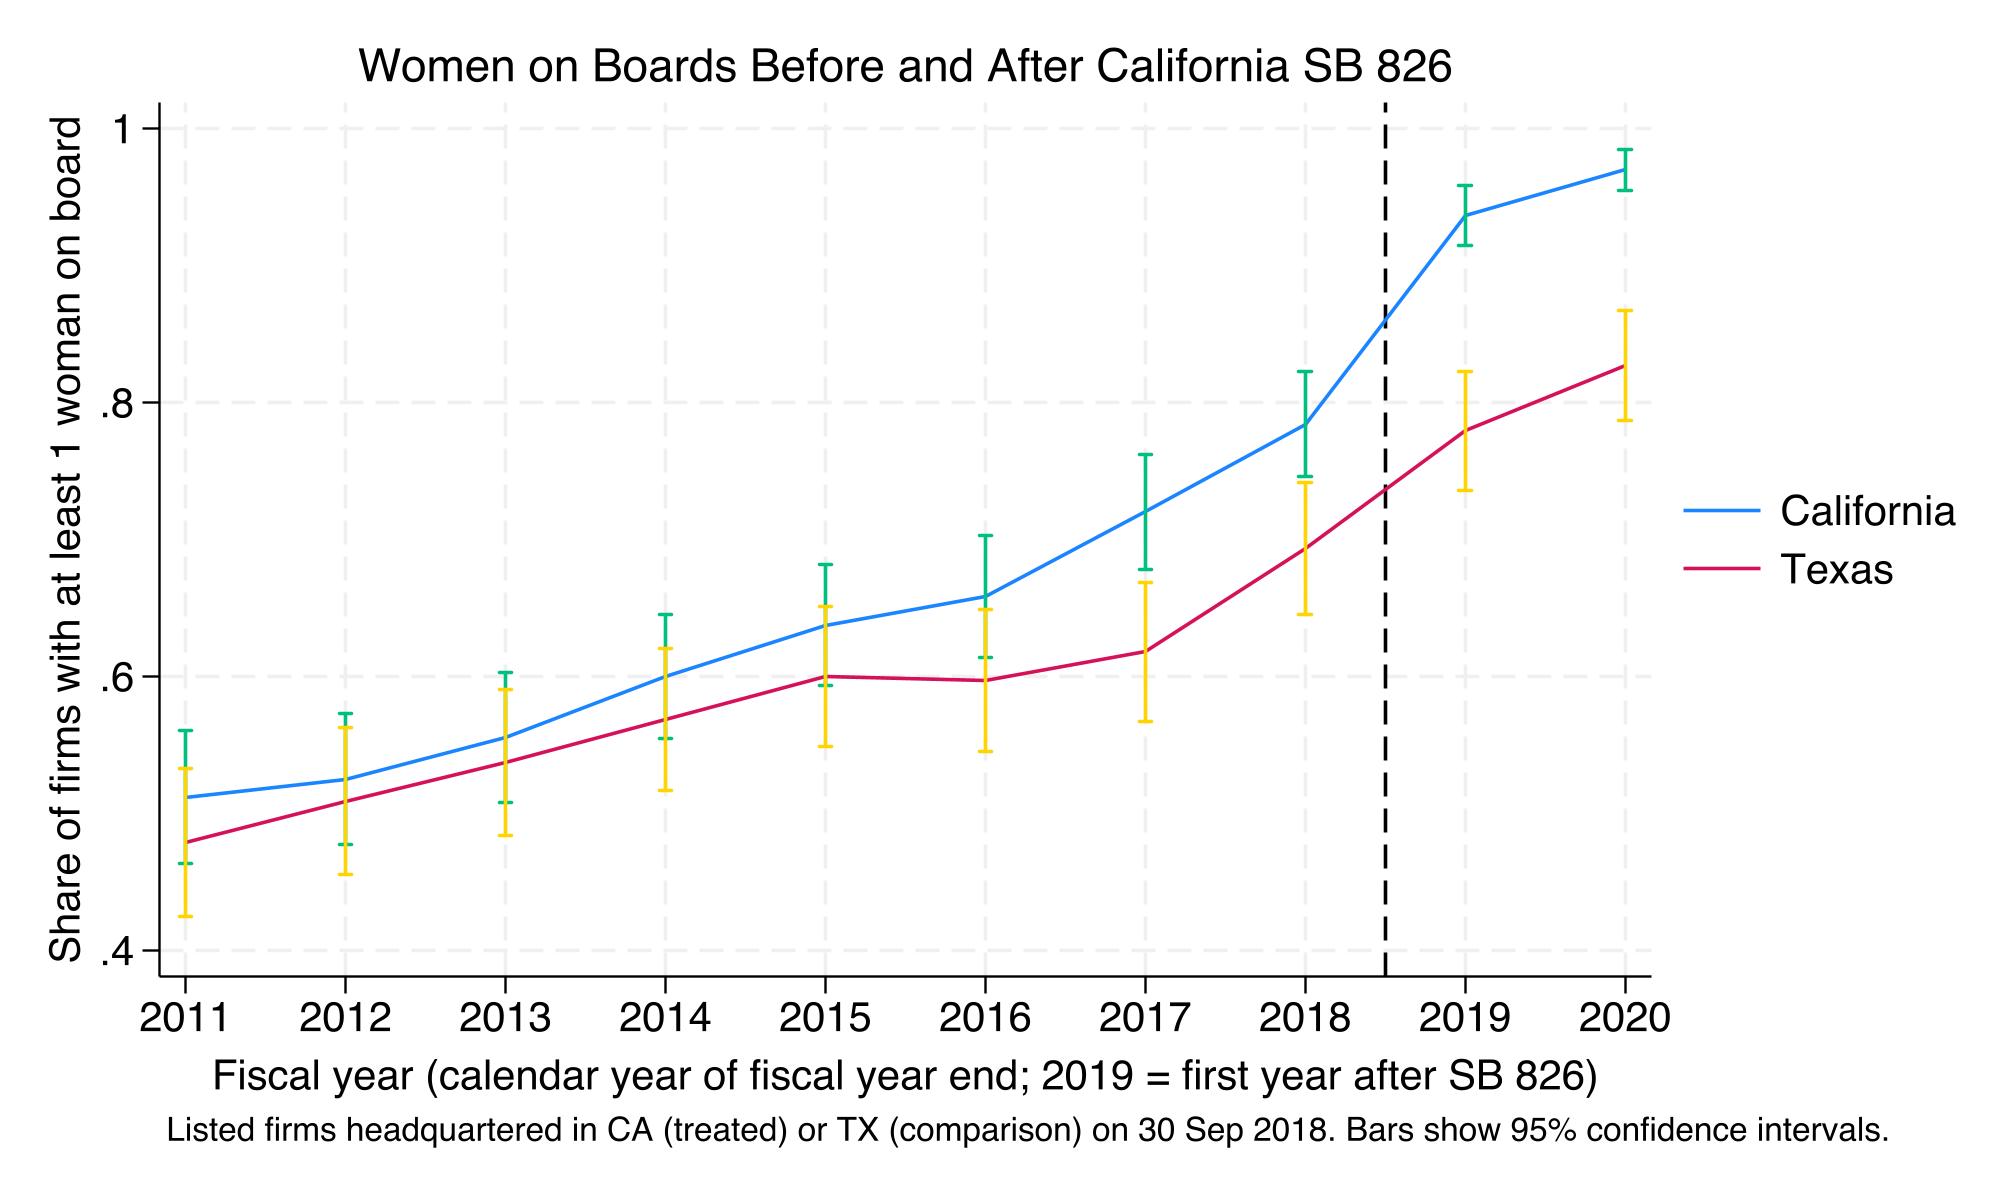 Women on Boards Before and After California SB 826
Share of firms with at least 1 woman on board
1
.8
.6
.4
2011 2012 2013 2014 2015 2016 2017 2018 2019 2020
Fiscal year (calendar year of fiscal year end; 2019 = first year after SB 826)
California
Texas
Listed firms headquartered in CA (treated) or TX (comparison) on 30 Sep 2018. Bars show 95% confidence intervals.